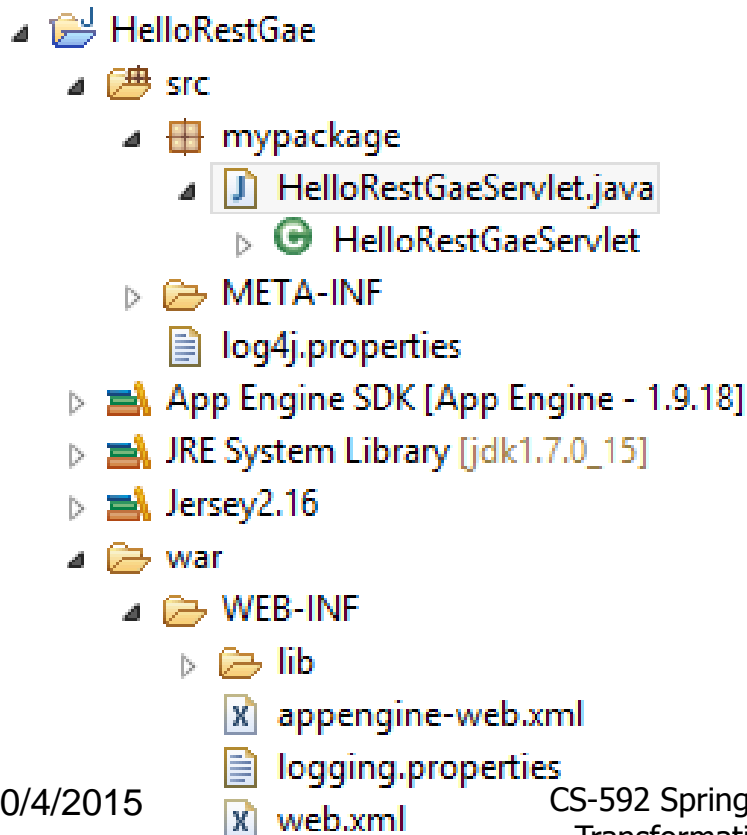 HelloRestGae
src
mypackage
HelloRestGaeServlet.java
HelloRestGaeServlet
META-INF
log4j.properties
App Engine SDK [App Engine - 1.9.18]
JRE System Library [jdk1.7.0_15]
Jersey2.16
war
WEB-INF
lib
appengine-web.xml
logging.properties
0/4/2015
web.xml
CS-592 Spring
Transformati